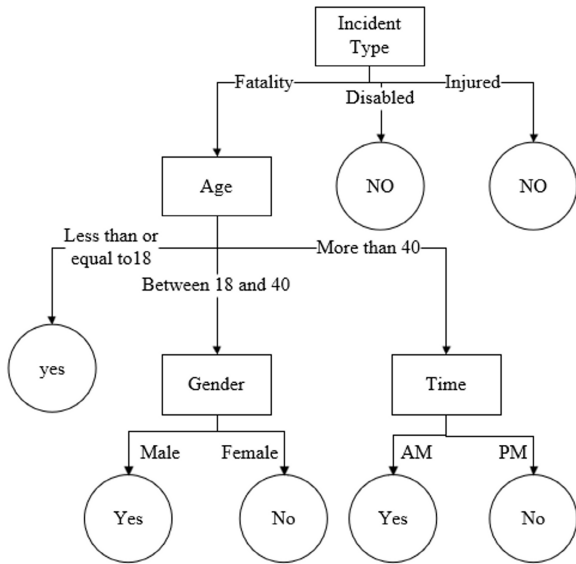 Incident
Type
Fatality
Disabled
Injured
Age
NO
NO
Less than or
equal to18
More than 40
Between 18 and 40
yes
Gender
Time
Male
Female
AM
PM
Yes
No
Yes
No